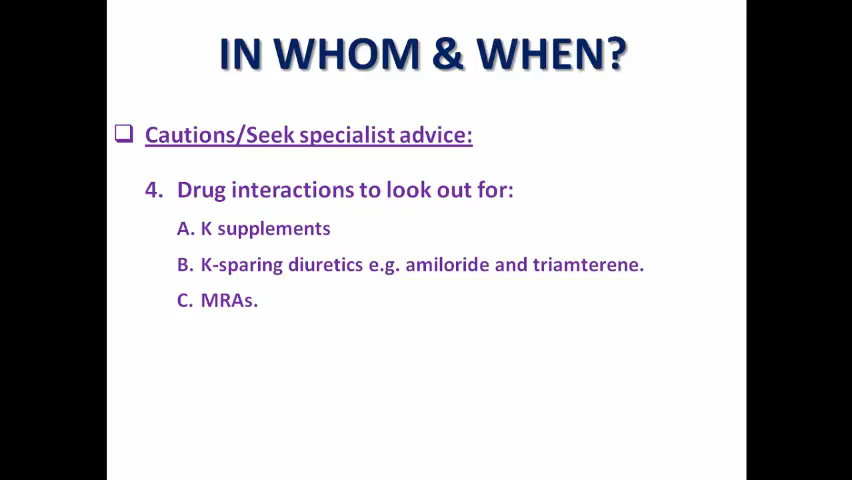 IN WHOM & WHEN?
Cautions/Seek specialist advice:
4. Drug interactions to look out for:
A. K supplements
B. K-sparing diuretics e.g. amiloride and triamterene.
C. MRAs.